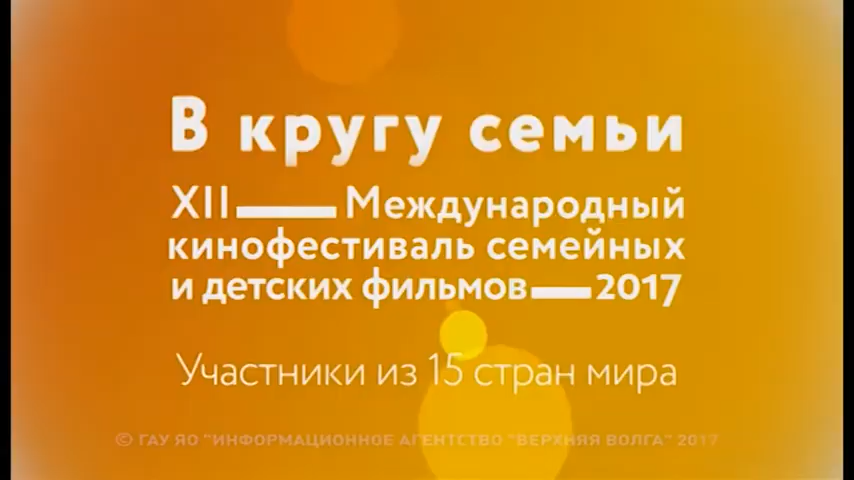 В кругу семьи
XII — Международный
кинофестиваль семейных
и детских фильмов — 2017
Участники из 15 стран мира
© ГАУ ЯО "ИНФОРМАЦИОННОЕ АГЕНТСТВО "ВЕРХНЯЯ ВОЛГА" 2017